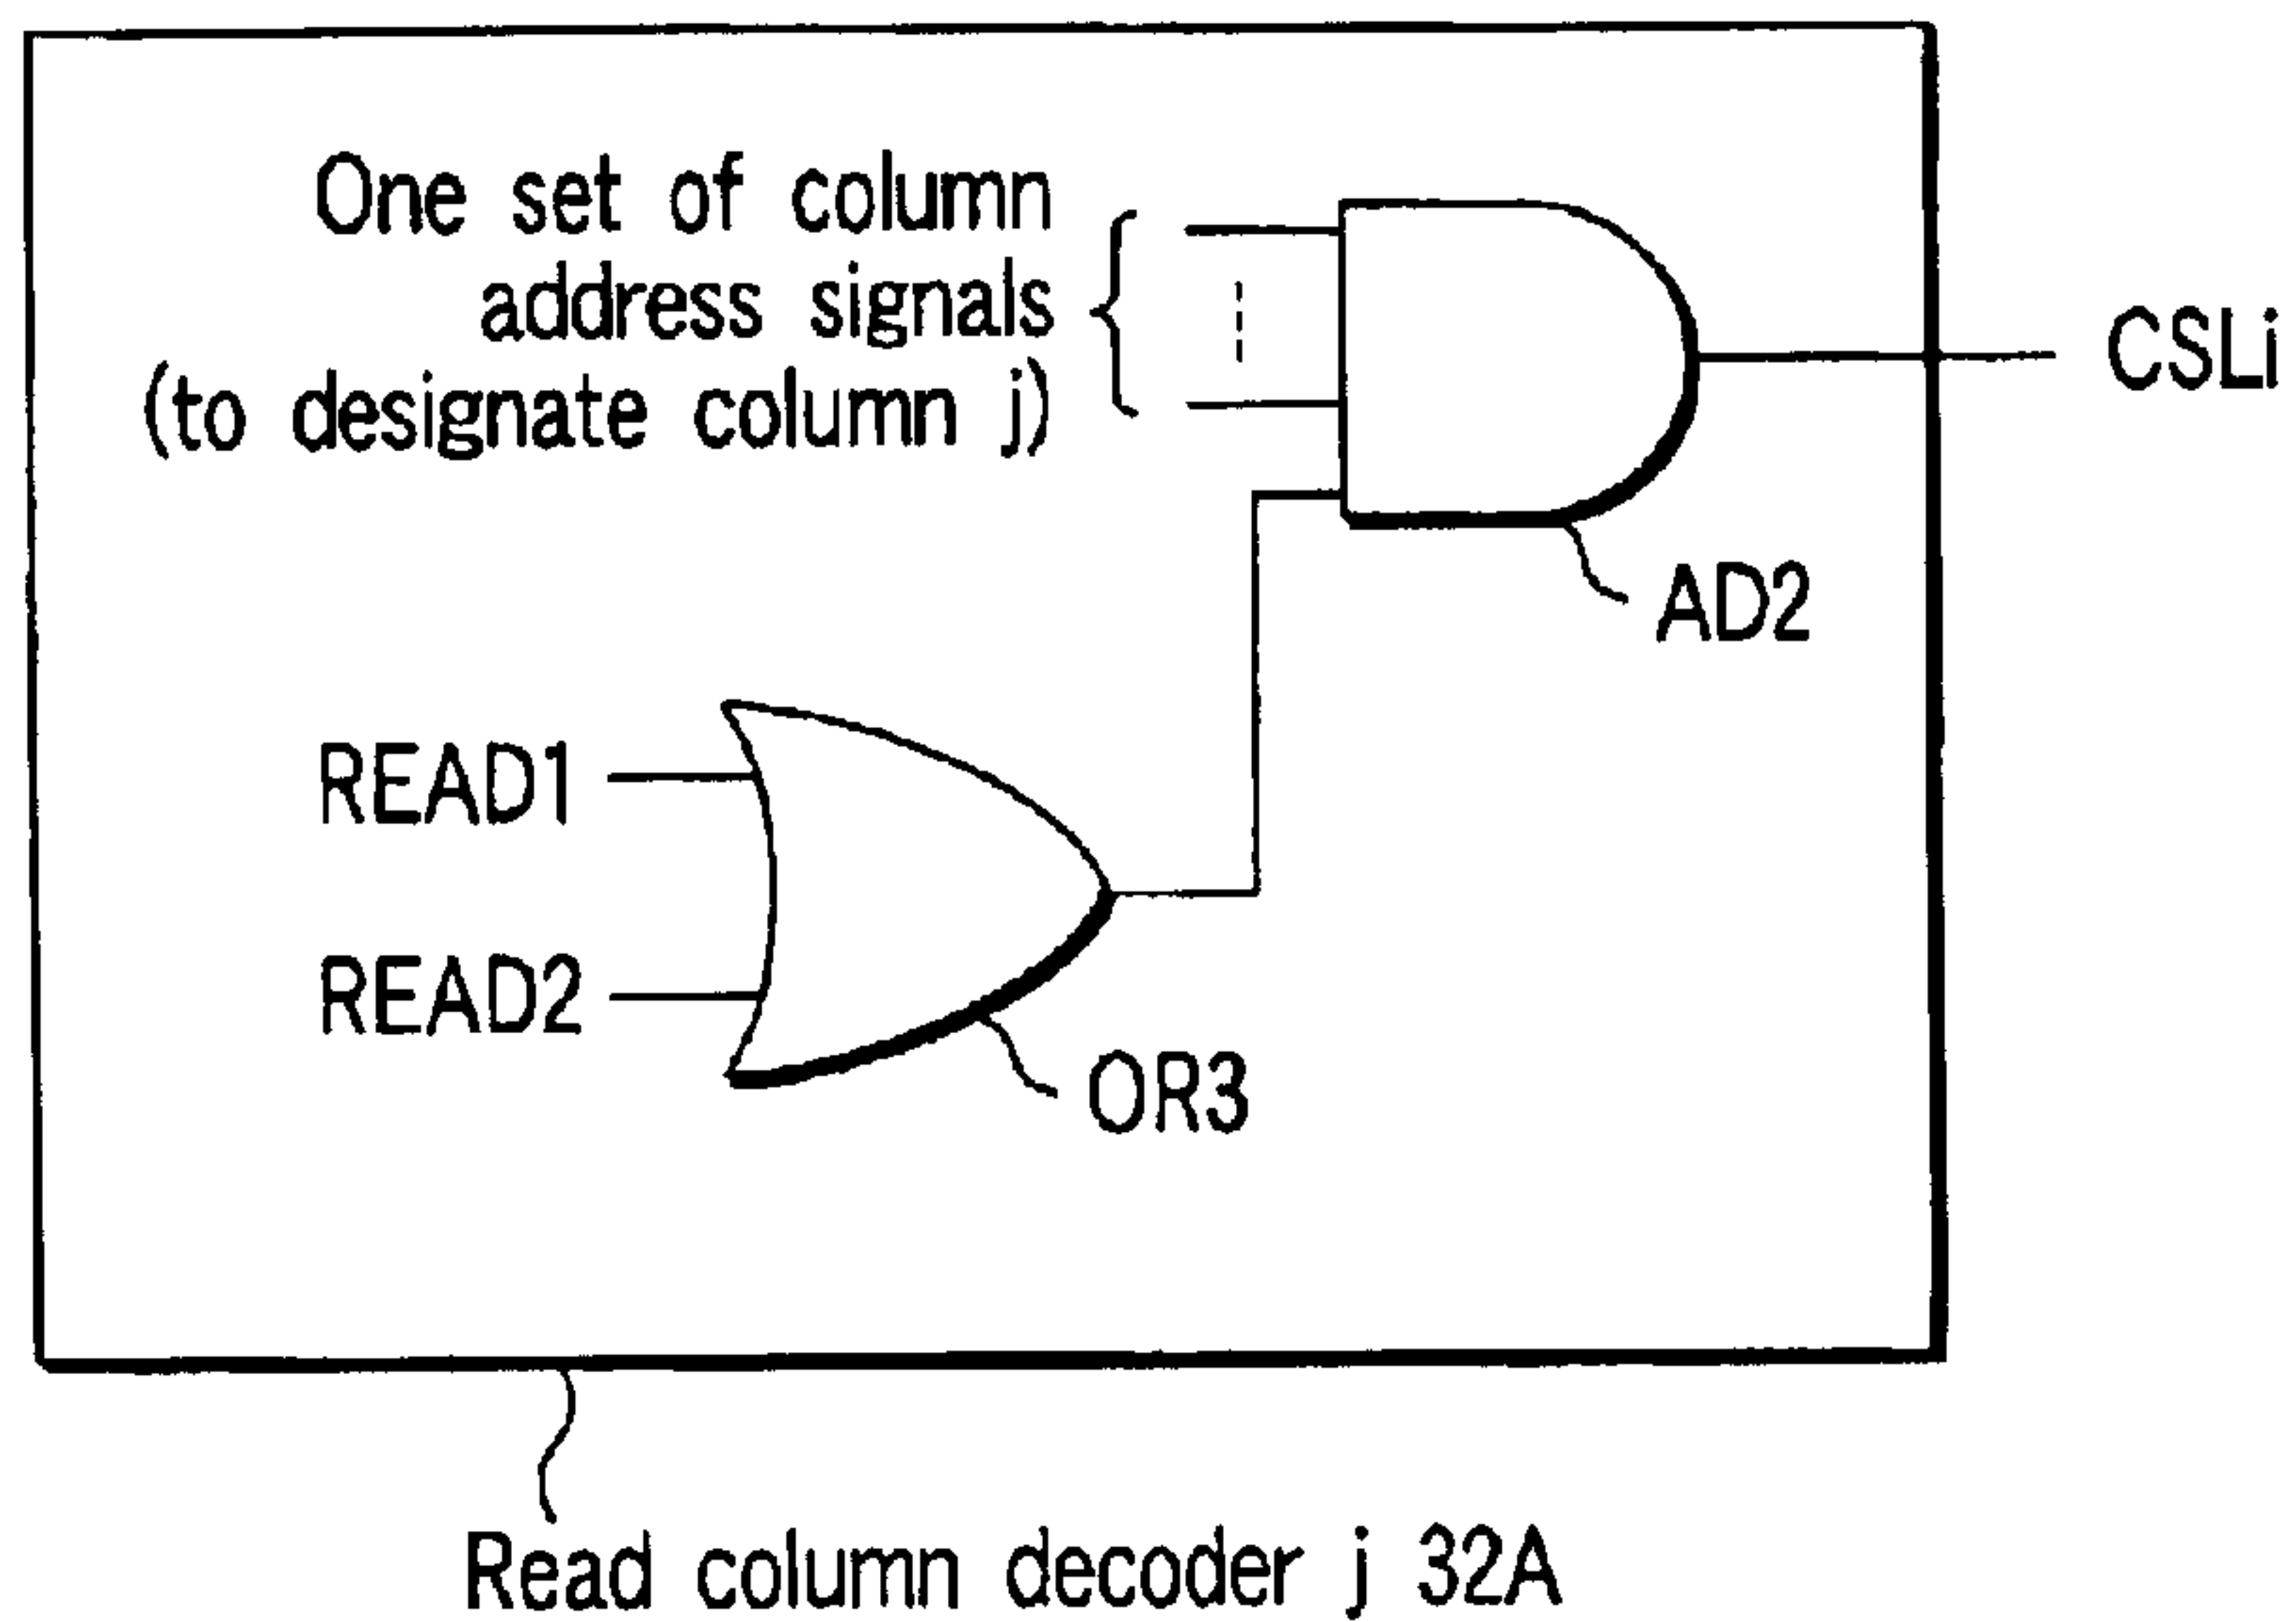 One set of column
address signals
(to designate column j)
CSLi
AD2
READ1
READ2
OR3
Read column decoder j 32A